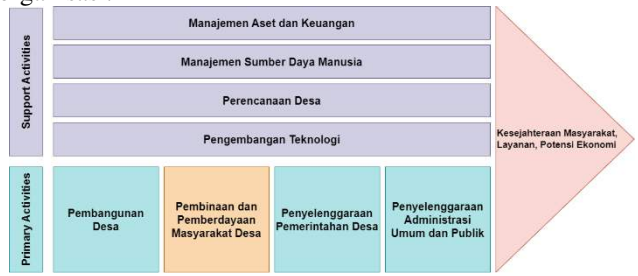 Support Activities
Manajemen Aset dan Keuangan
Manajemen Sumber Daya Manusia
Perencanaan Desa
Pengembangan Teknologi
Kesejahteraan Masyarakat,
Layanan, Potensi Ekonomi
Primary Activities
Pembangunan
Desa
Pembinaan dan
Pemberdayaan
Masyarakat Desa
Penyelenggaraan
Pemerintahan Desa
Penyelenggaraan
Administrasi
Umum dan Publik